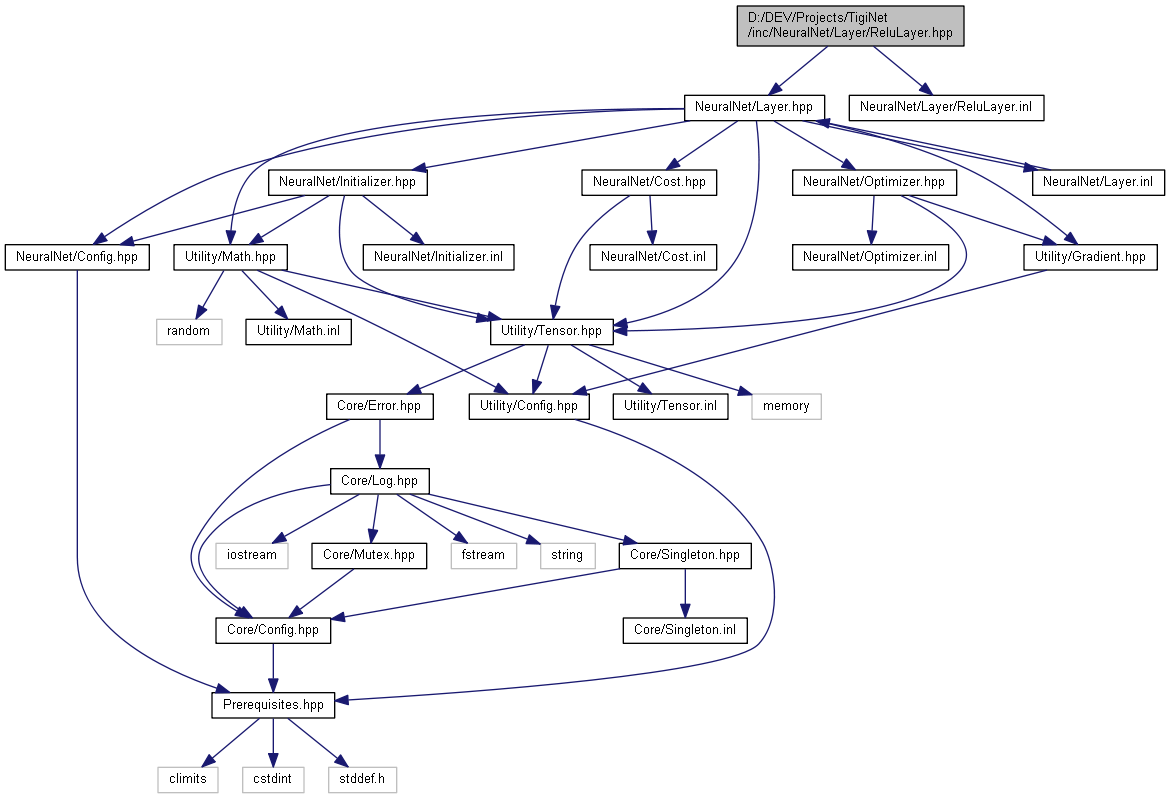 D:/DEV/Projects/TigiNet
/inc/NeuralNet/Layer/ReluLayer.hpp
NeuralNet/Layer.hpp
NeuralNet/Layer/ReluLayer.inl
NeuralNet/Initializer.hpp
NeuralNet/Cost.hpp
NeuralNet/Optimizer.hpp
NeuralNet/Layer.inl
NeuralNet/Config.hpp
Utility/Math.hpp
NeuralNet/Initializer.inl
NeuralNet/Cost.inl
NeuralNet/Optimizer.inl
Utility/Gradient.hpp
random
Utility/Math.inl
Utility/Tensor.hpp
Core/Error.hpp
Utility/Config.hpp
Utility/Tensor.inl
memory
Core/Log.hpp
iostream
Core/Mutex.hpp
fstream
string
Core/Singleton.hpp
Core/Config.hpp
Core/Singleton.inl
Prerequisites.hpp
climits
cstdint
stddef.h